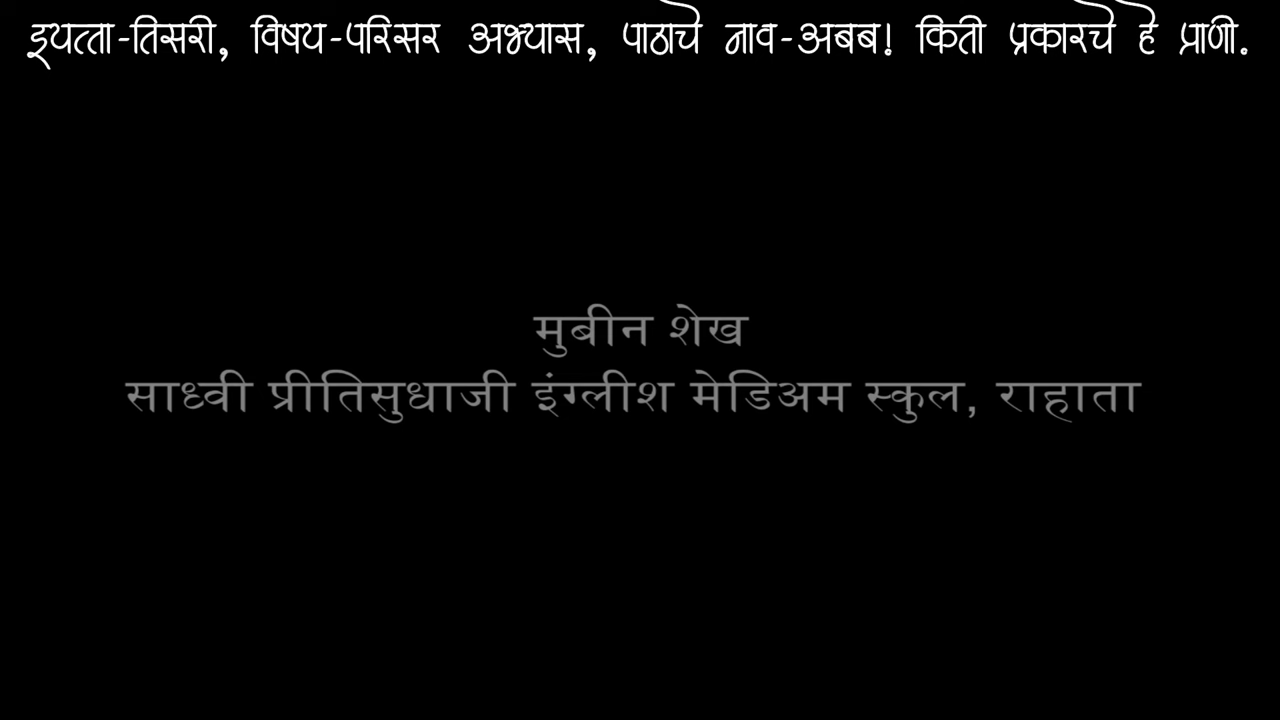 इयत्ता-तिसरी, विषय-परिसर अभ्यास, पाठाचे नाव-अबब! किती प्रकारचे हे प्राणी.
मुबीन शेख
साध्वी प्रीतिसुधाजी इंग्लीश मेडिअम स्कुल, राहाता